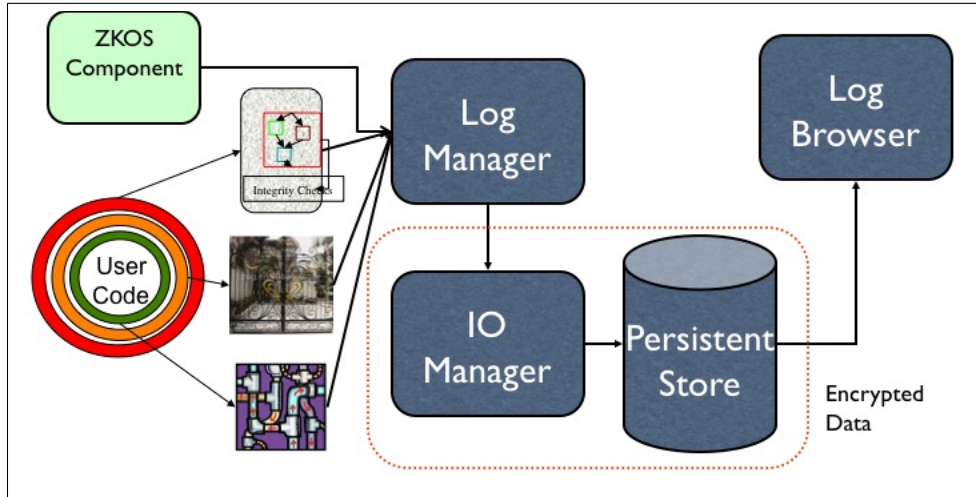 ZKOS
Component
Log
Manager
Log
Browser
Integrity Checks
User
Code
IO
Manager
Persistent
Store
Encrypted
Data